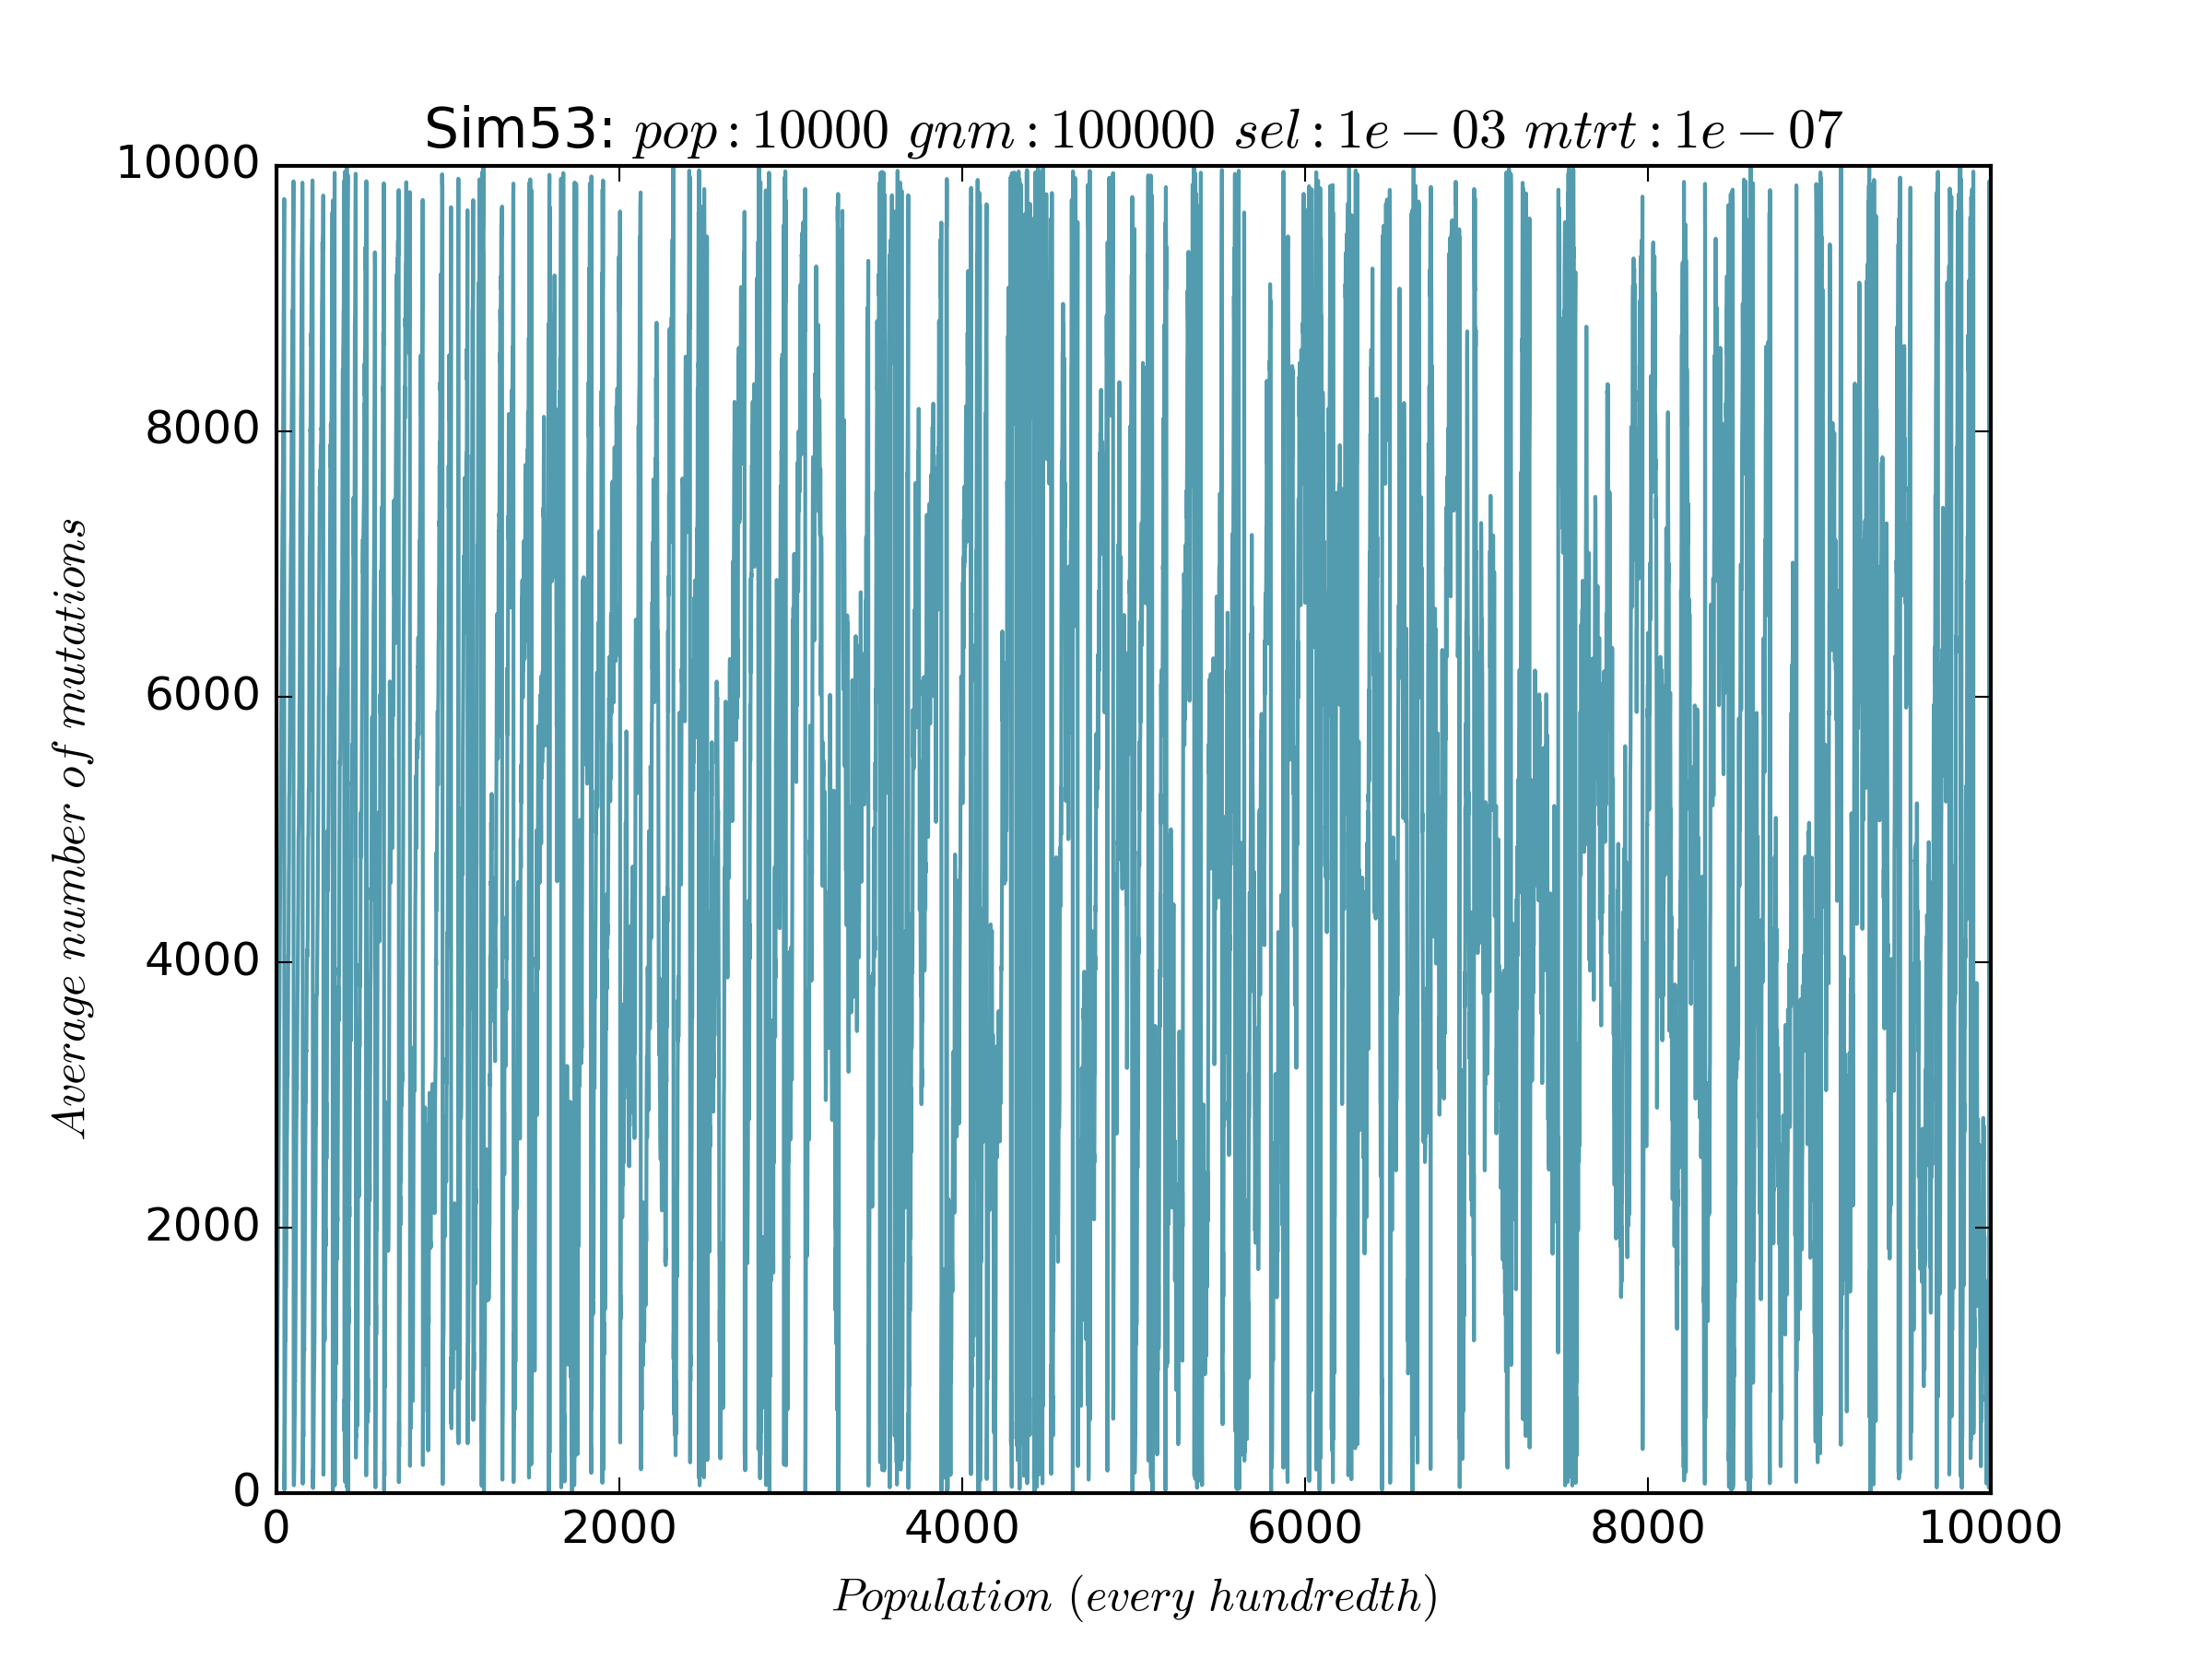 Sim53: pop : 10000 gnm : 100000 sel : 1e − 03 mtrt : 1e − 07
10000
8000
6000
4000
2000
0
Average number of mutations
0 2000 4000 6000 8000 10000
Population (every hundredth)